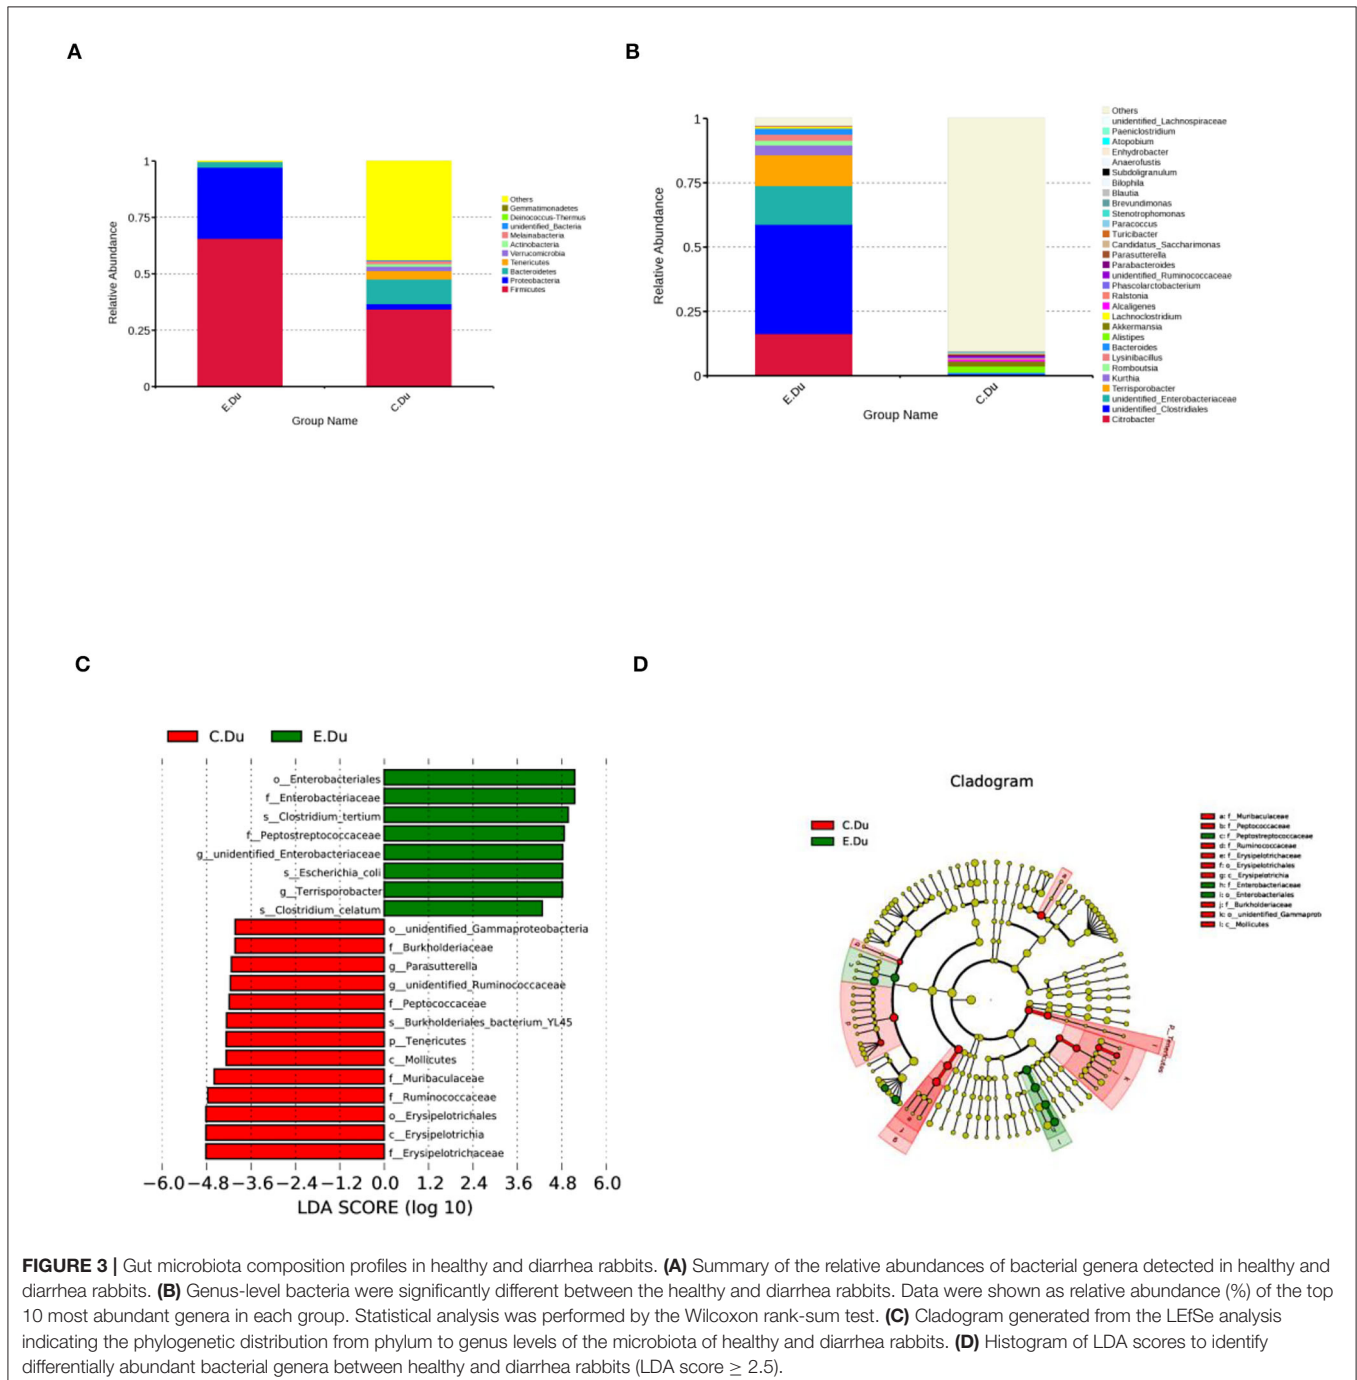 A
B
Relative Abundance
1
0.75
0.5
0.25
0
E.Du
C.Du
Group Name
Others
Gemmatimonadetes
Deinococcus-Thermus
unidentified_Bacteria
Melainabacteria
Actinobacteria
Verrucomicrobia
Tenericutes
Bacteroidetes
Proteobacteria
Firmicutes
Relative Abundance
1
0.75
0.5
0.25
0
E.Du
C.Du
Group Name
Others
unidentified_Lachnospiraceae
Paeniclostridium
Atopobium
Enhydrobacter
Anaerofustis
Subdoligranulum
Bilophila
Blautia
Brevundimonas
Stenotrophomonas
Paracoccus
Turicibacter
Candidatus_Saccharimonas
Parasutterella
Parabacteroides
unidentified_Ruminococcaceae
Phascolarctobacterium
Ralstonia
Alcaligenes
Lachnoclostridium
Akkermansia
Alistipes
Bacteroides
Lysinibacillus
Romboutsia
Kurthia
Terrisporobacter
unidentified_Enterobacteriaceae
unidentified_Clostridiales
Citrobacter
C
D
C.Du E.Du
o__Enterobacteriales
f__Enterobacteriaceae
s__Clostridium_tertium
f__Peptostreptococcaceae
g__unidentified_Enterobacteriaceae
s__Escherichia_coli
g__Terrisporobacter
s__Clostridium_celatum
o__unidentified_Gammaproteobacteria
f__Burkholderiaceae
g__Parasutterella
g__unidentified_Ruminococcaceae
f__Peptococcaceae
s__Burkholderiales_bacterium_YL45
p__Tenericutes
c__Mollicutes
f__Muribaculaceae
f__Ruminococcaceae
o__Erysipelotrichales
c__Erysipelotrichia
f__Erysipelotrichaceae
−6.0 −4.8 −3.6 −2.4 −1.2 0.0 1.2 2.4 3.6 4.8 6.0
LDA SCORE (log 10)
Cladogram
C.Du
E.Du
a: f__Muribaculaceae
b: f__Peptococcaceae
c: f__Peptostreptococcaceae
d: f__Ruminococcaceae
e: f__Erysipelotrichaceae
f: o__Erysipelotrichales
g: c__Erysipelotrichia
h: f__Enterobacteriaceae
i: o__Enterobacteriales
j: f__Burkholderiaceae
k: o__unidentified_Gammaprot
l: c__Mollicutes
p__Tenericutes
FIGURE 3 | Gut microbiota composition profiles in healthy and diarrhea rabbits. (A) Summary of the relative abundances of bacterial genera detected in healthy and
diarrhea rabbits. (B) Genus-level bacteria were significantly different between the healthy and diarrhea rabbits. Data were shown as relative abundance (%) of the top
10 most abundant genera in each group. Statistical analysis was performed by the Wilcoxon rank-sum test. (C) Cladogram generated from the LEfSe analysis
indicating the phylogenetic distribution from phylum to genus levels of the microbiota of healthy and diarrhea rabbits. (D) Histogram of LDA scores to identify
differentially abundant bacterial genera between healthy and diarrhea rabbits (LDA score ≥ 2.5).